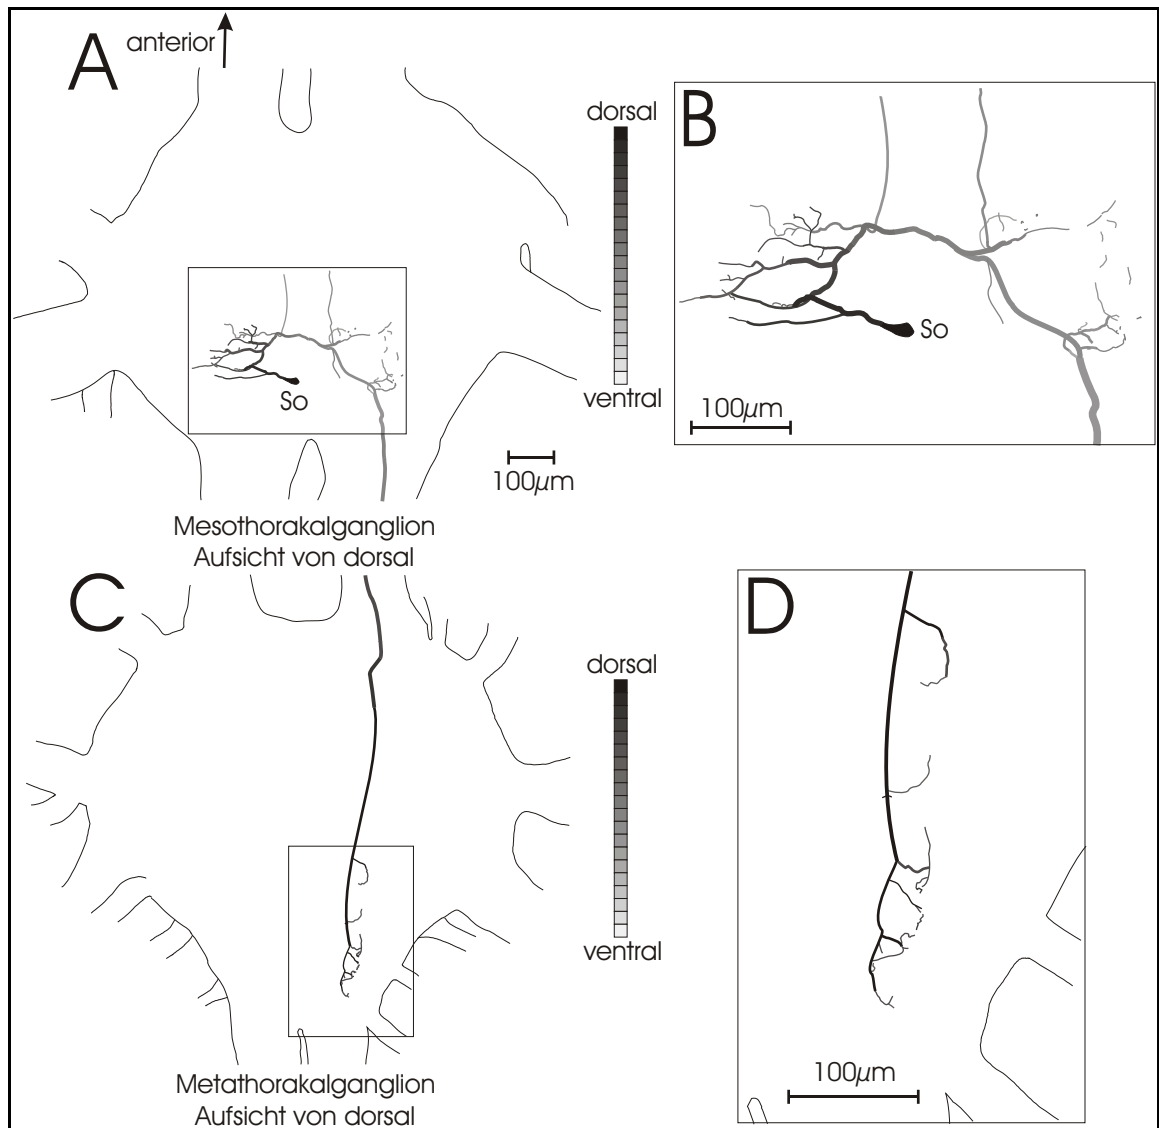 A
anterior
dorsal
ventral
So
100µm
Mesothorakalganglion
Aufsicht von dorsal
B
So
100µm
C
dorsal
ventral
Metathorakalganglion
Aufsicht von dorsal
D
100µm